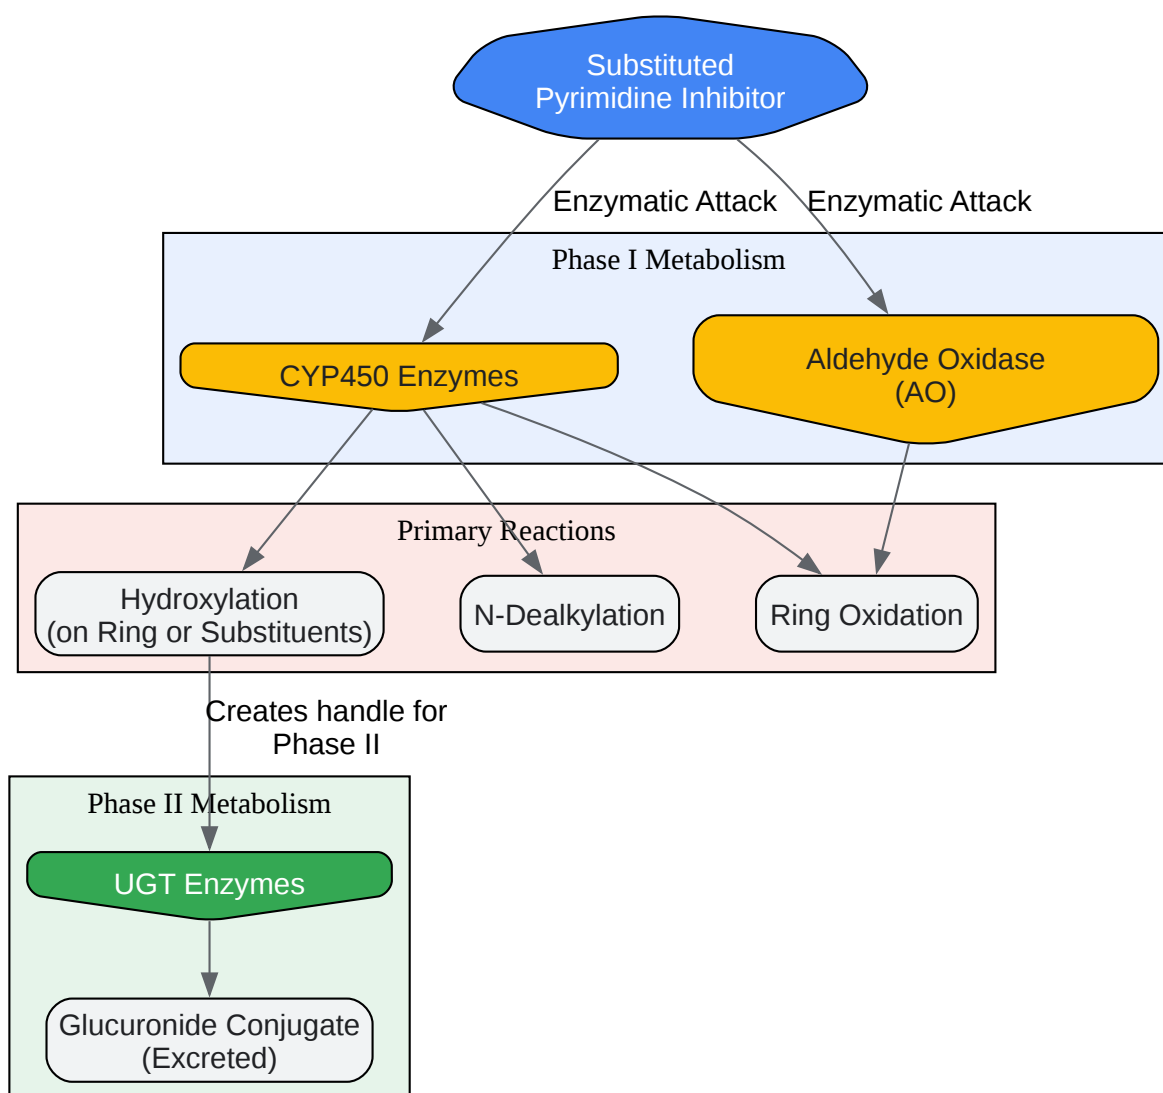 Substituted
Pyrimidine Inhibitor
Enzymatic Attack
Enzymatic Attack
Phase I Metabolism
CYP450 Enzymes
Aldehyde Oxidase
(AO)
Primary Reactions
Hydroxylation
(on Ring or Substituents)
N-Dealkylation
Ring Oxidation
Creates handle for
Phase II
Phase II Metabolism
UGT Enzymes
Glucuronide Conjugate
(Excreted)